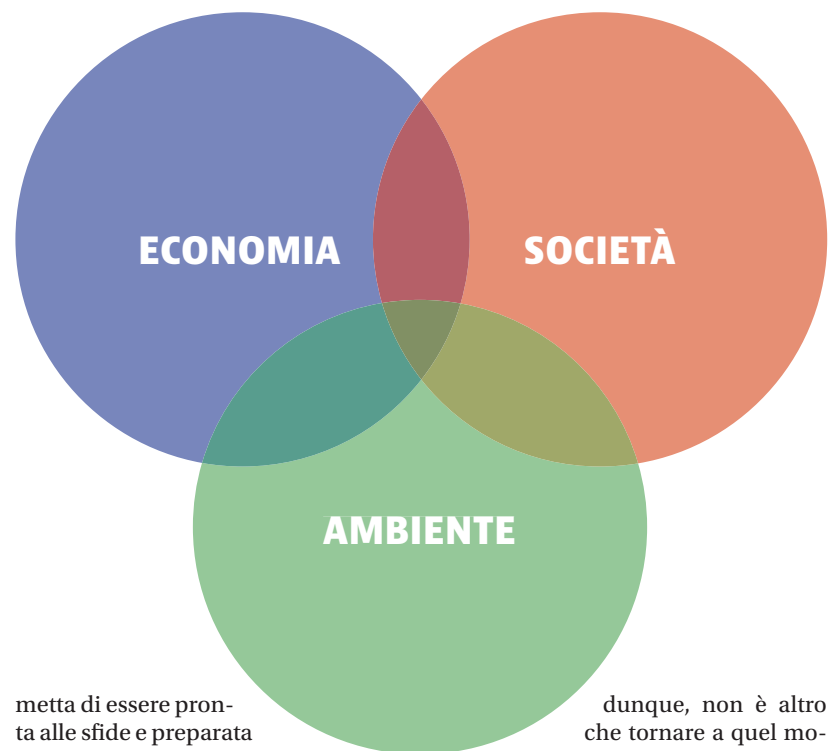 ECONOMIA
SOCIETÀ
AMBIENTE
metta di essere pron-
ta alle sfide e preparata
dunque, non è altro
che tornare a quel mo-